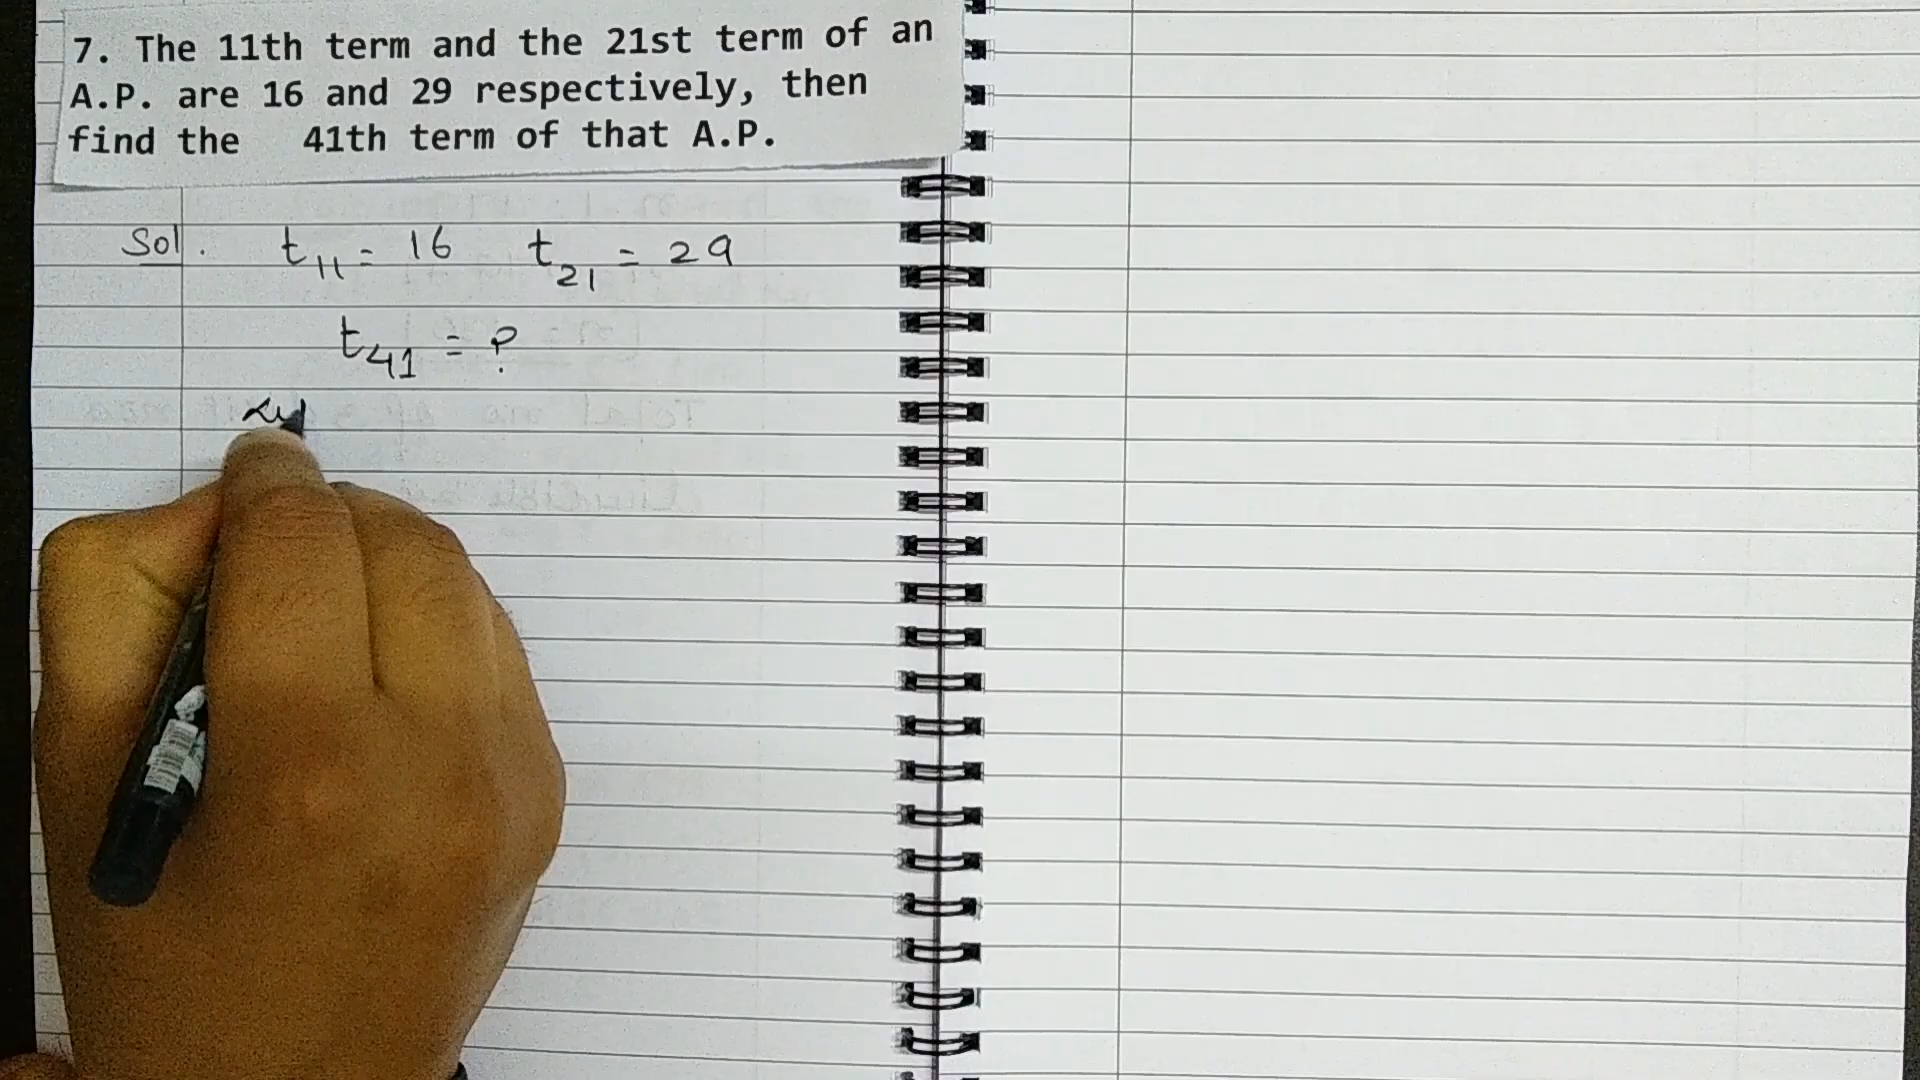 7. The 11th term and the 21st term of an
A.P. are 16 and 29 respectively, then
find the 41th term of that A.P.
Sol. t₁₁ = 16 t₂₁ = 29
t₄₁ = ?